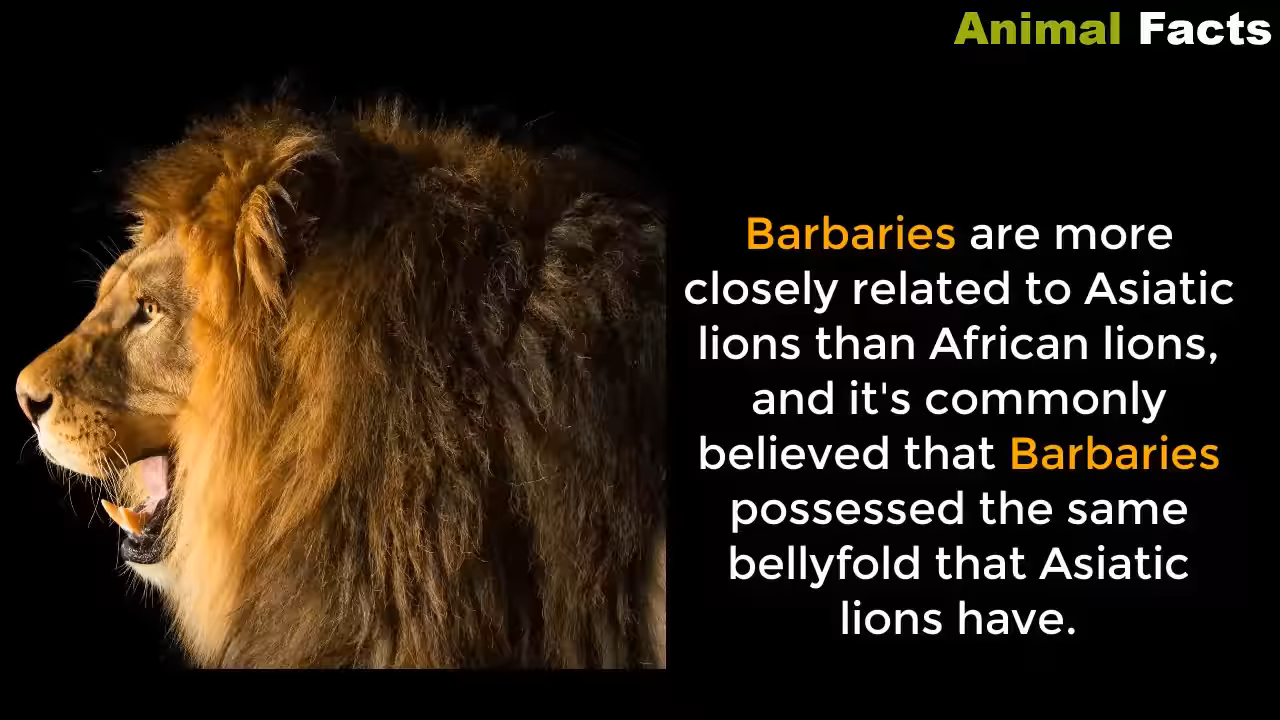 Animal Facts
Barbaries are more
closely related to Asiatic
lions than African lions,
and it's commonly
believed that Barbaries
possessed the same
bellyfold that Asiatic
lions have.